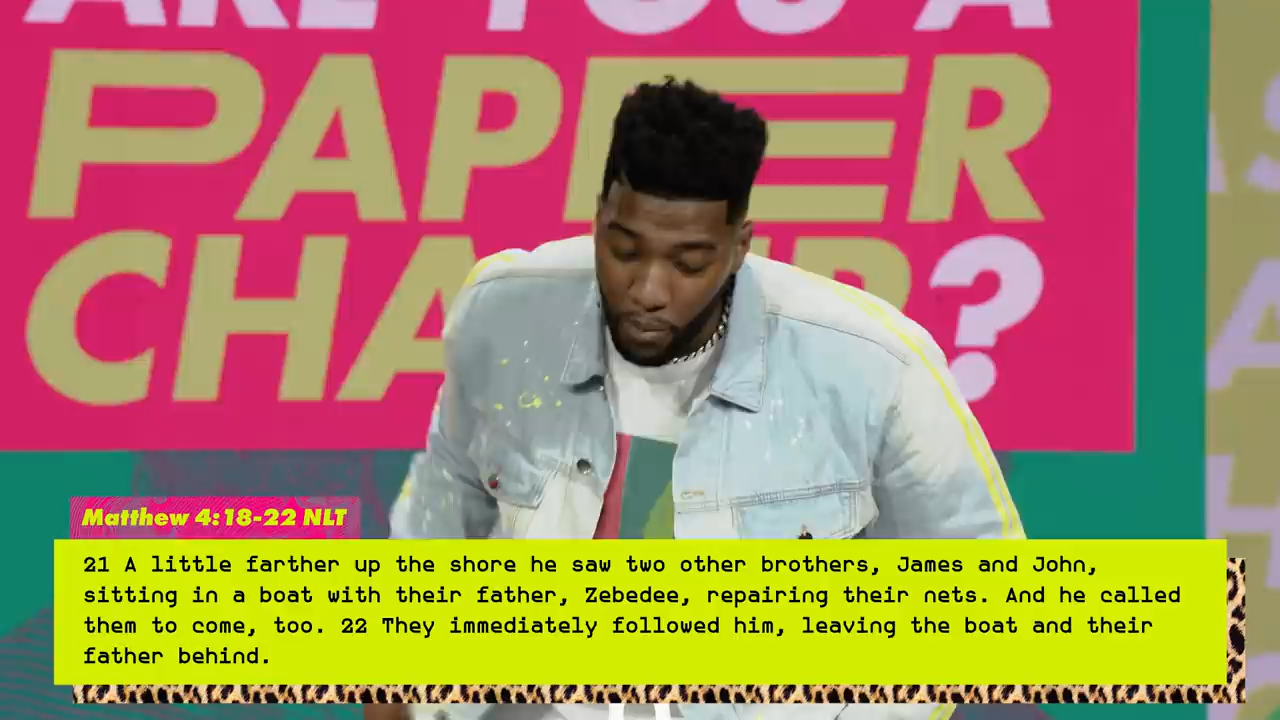 ARE YOU A
PAPER
CHA
?
Matthew 4:18-22 NLT
21 A little farther up the shore he saw two other brothers, James and John,
sitting in a boat with their father, Zebedee, repairing their nets. And he called
them to come, too. 22 They immediately followed him, leaving the boat and their
father behind.